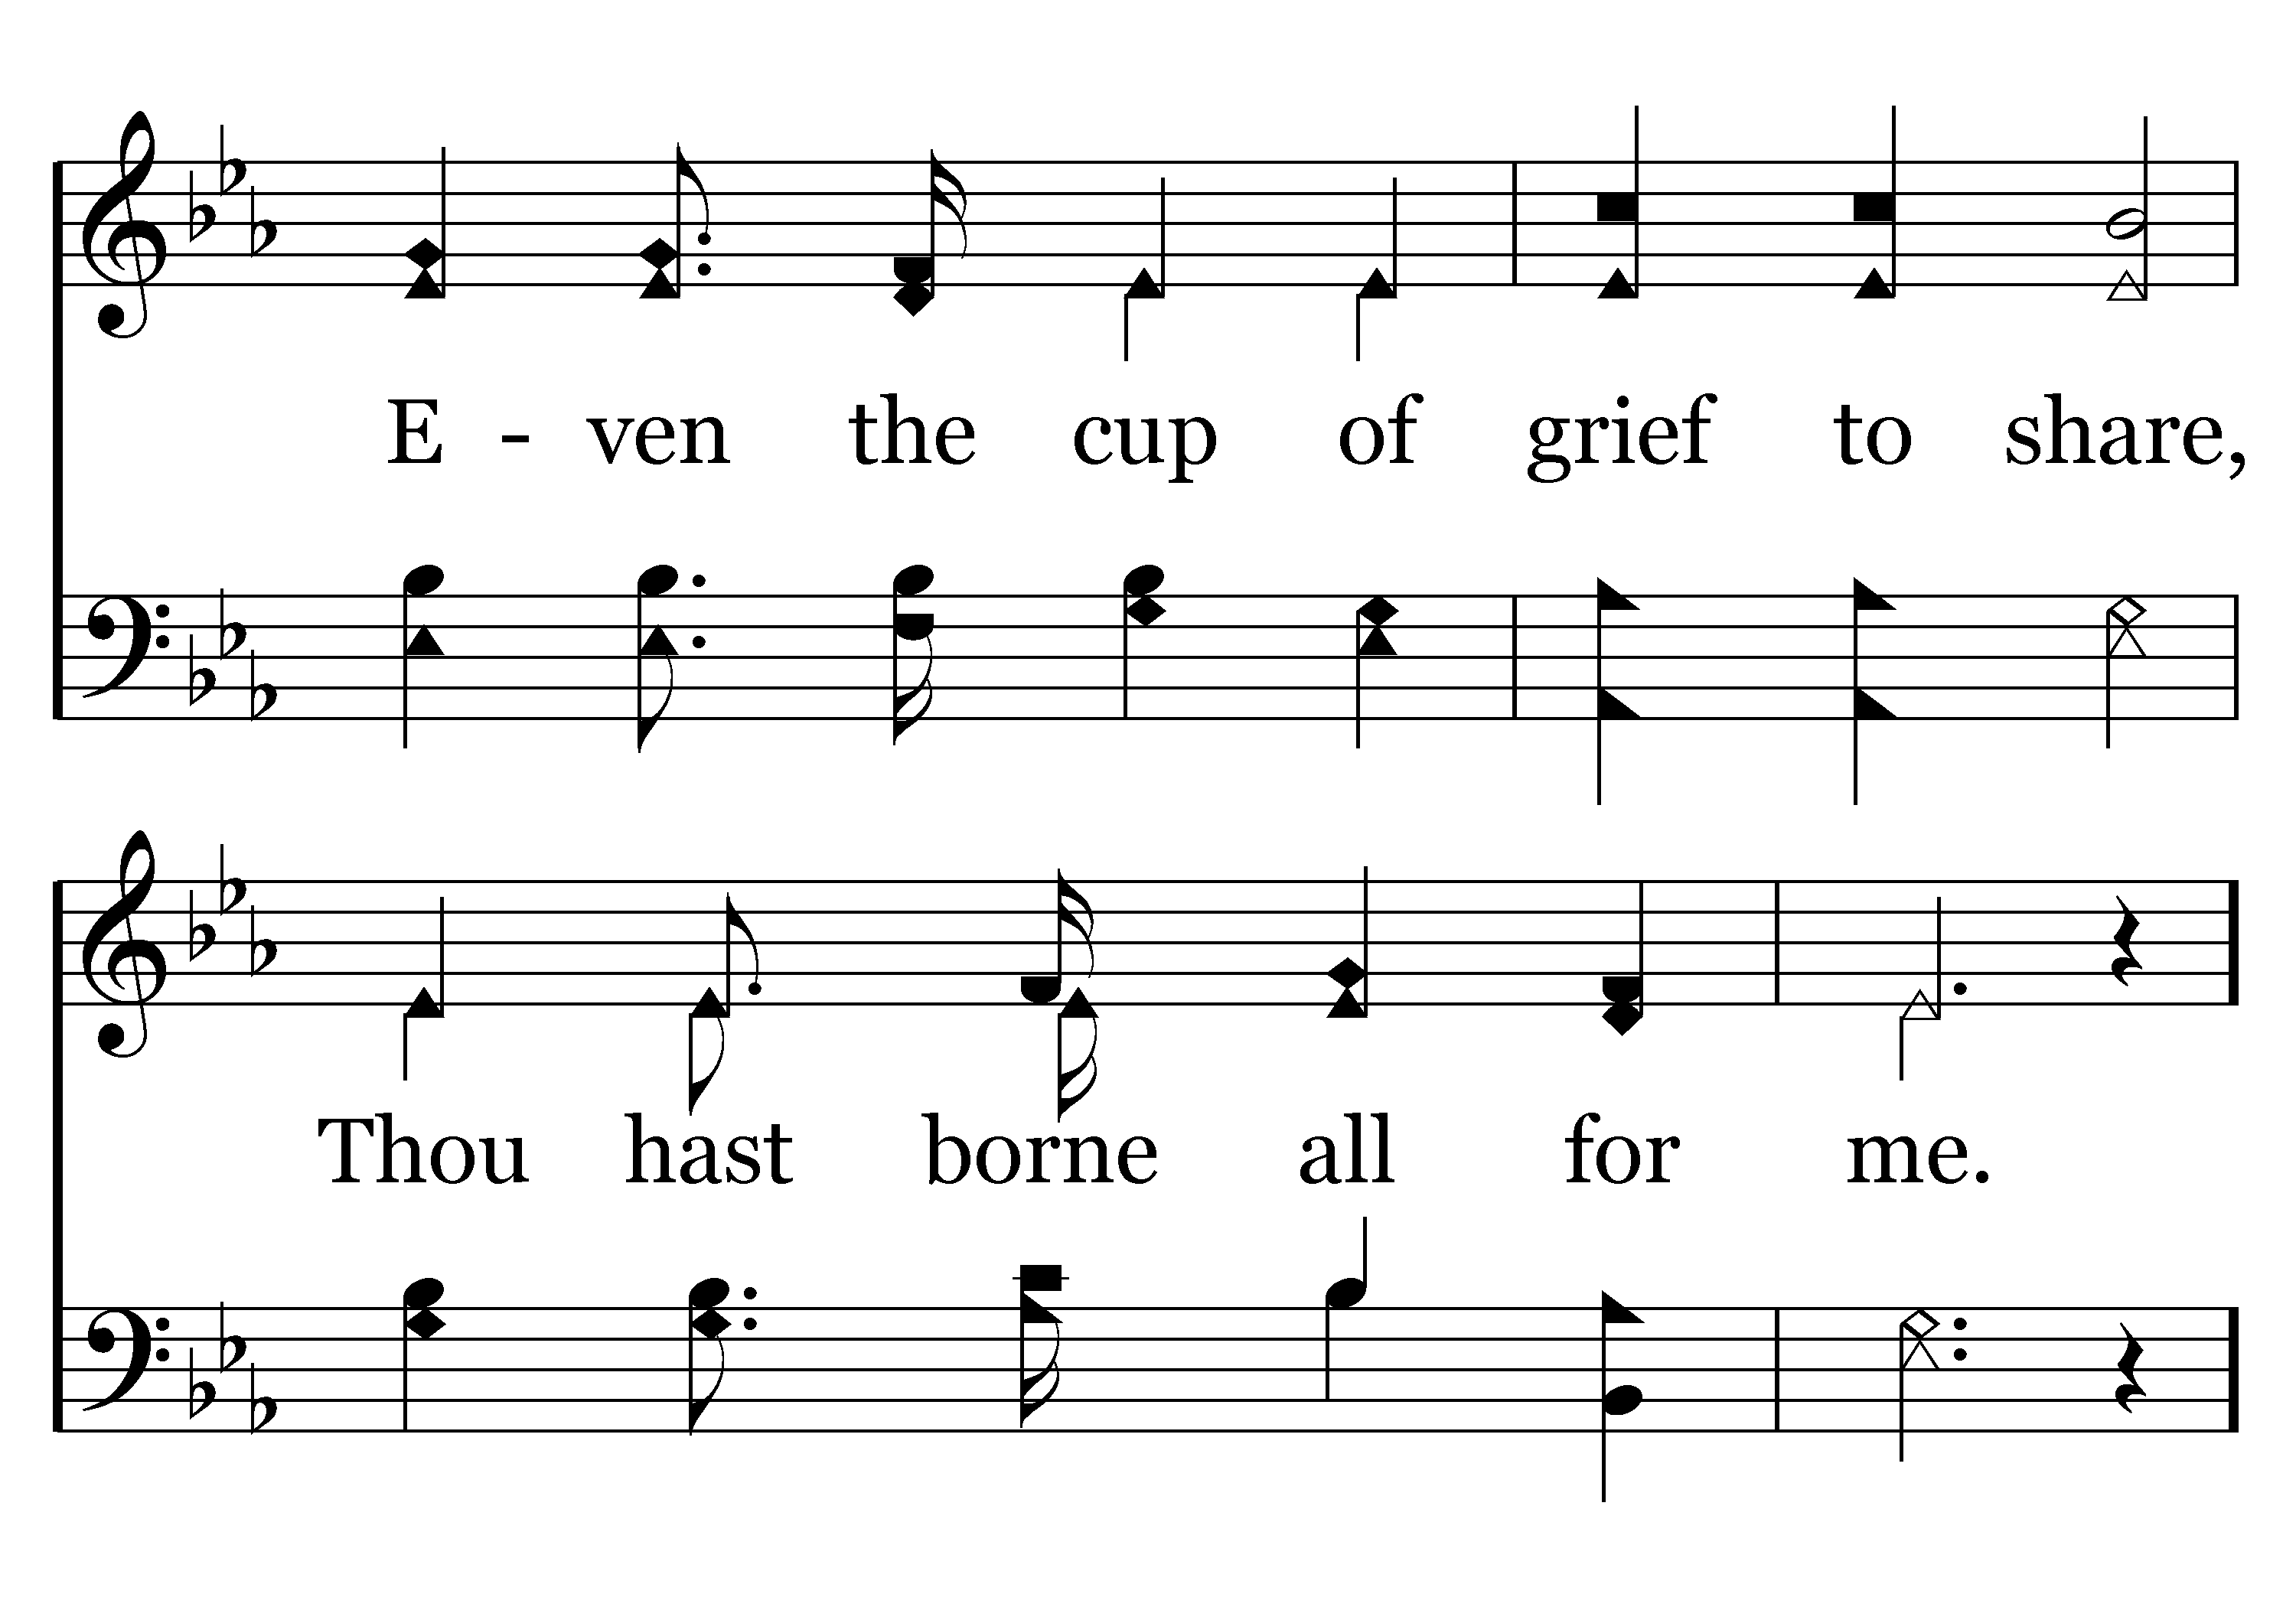 E - ven the cup of grief to share,
Thou hast borne all for me.